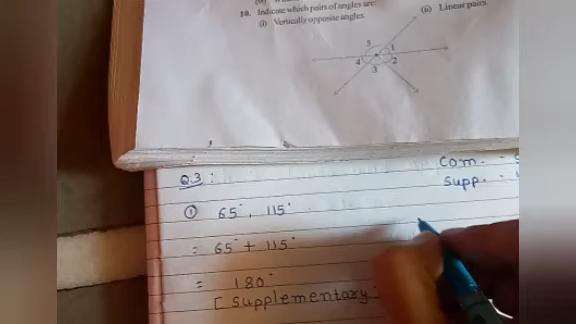 10. Indicate which pairs of angles are:
(i) Vertically opposite angles.
(ii) Linear pairs.
5
1
4
2
3
Q3:
Com. -
Supp. -
① 65°, 115°
= 65° + 115°
= 180°
[Supplementary